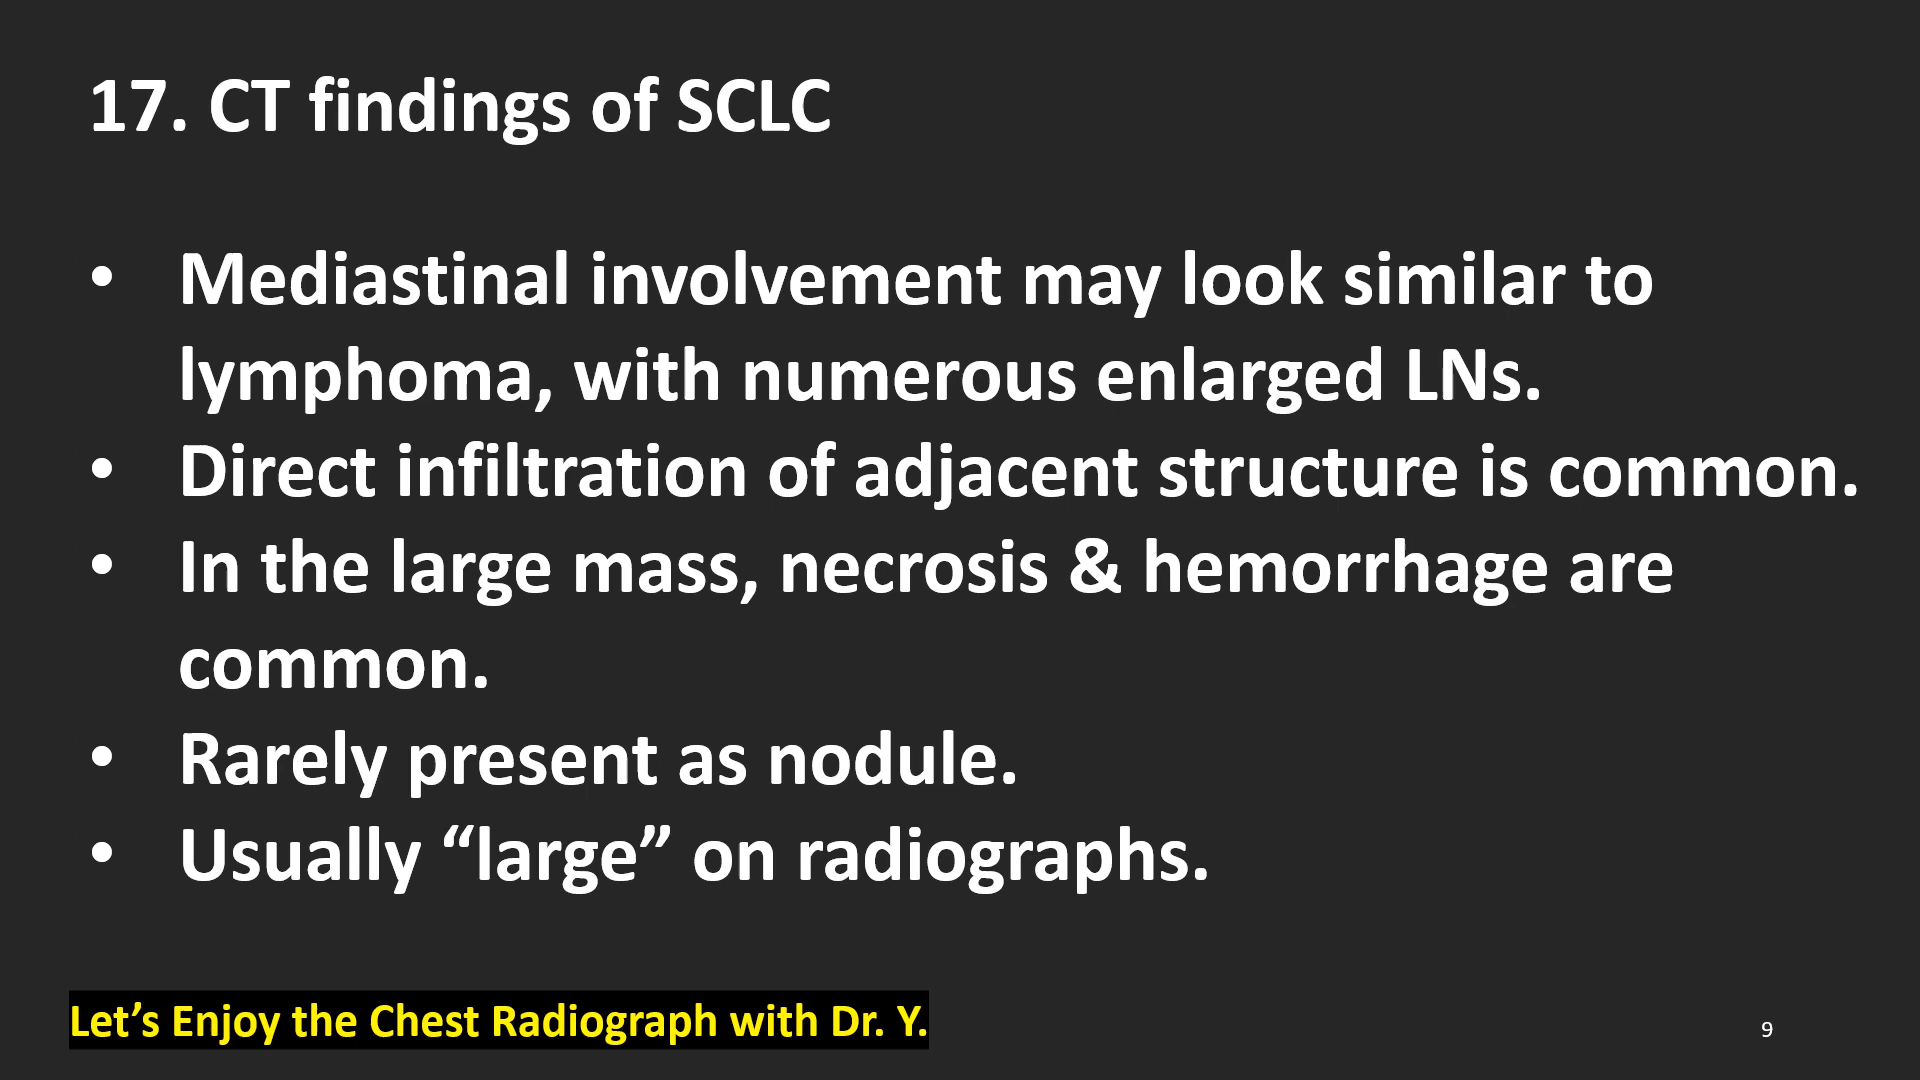 17. CT findings of SCLC
• Mediastinal involvement may look similar to
lymphoma, with numerous enlarged LNs.
• Direct infiltration of adjacent structure is common.
• In the large mass, necrosis & hemorrhage are
common.
• Rarely present as nodule.
• Usually “large” on radiographs.
Let’s Enjoy the Chest Radiograph with Dr. Y.
9